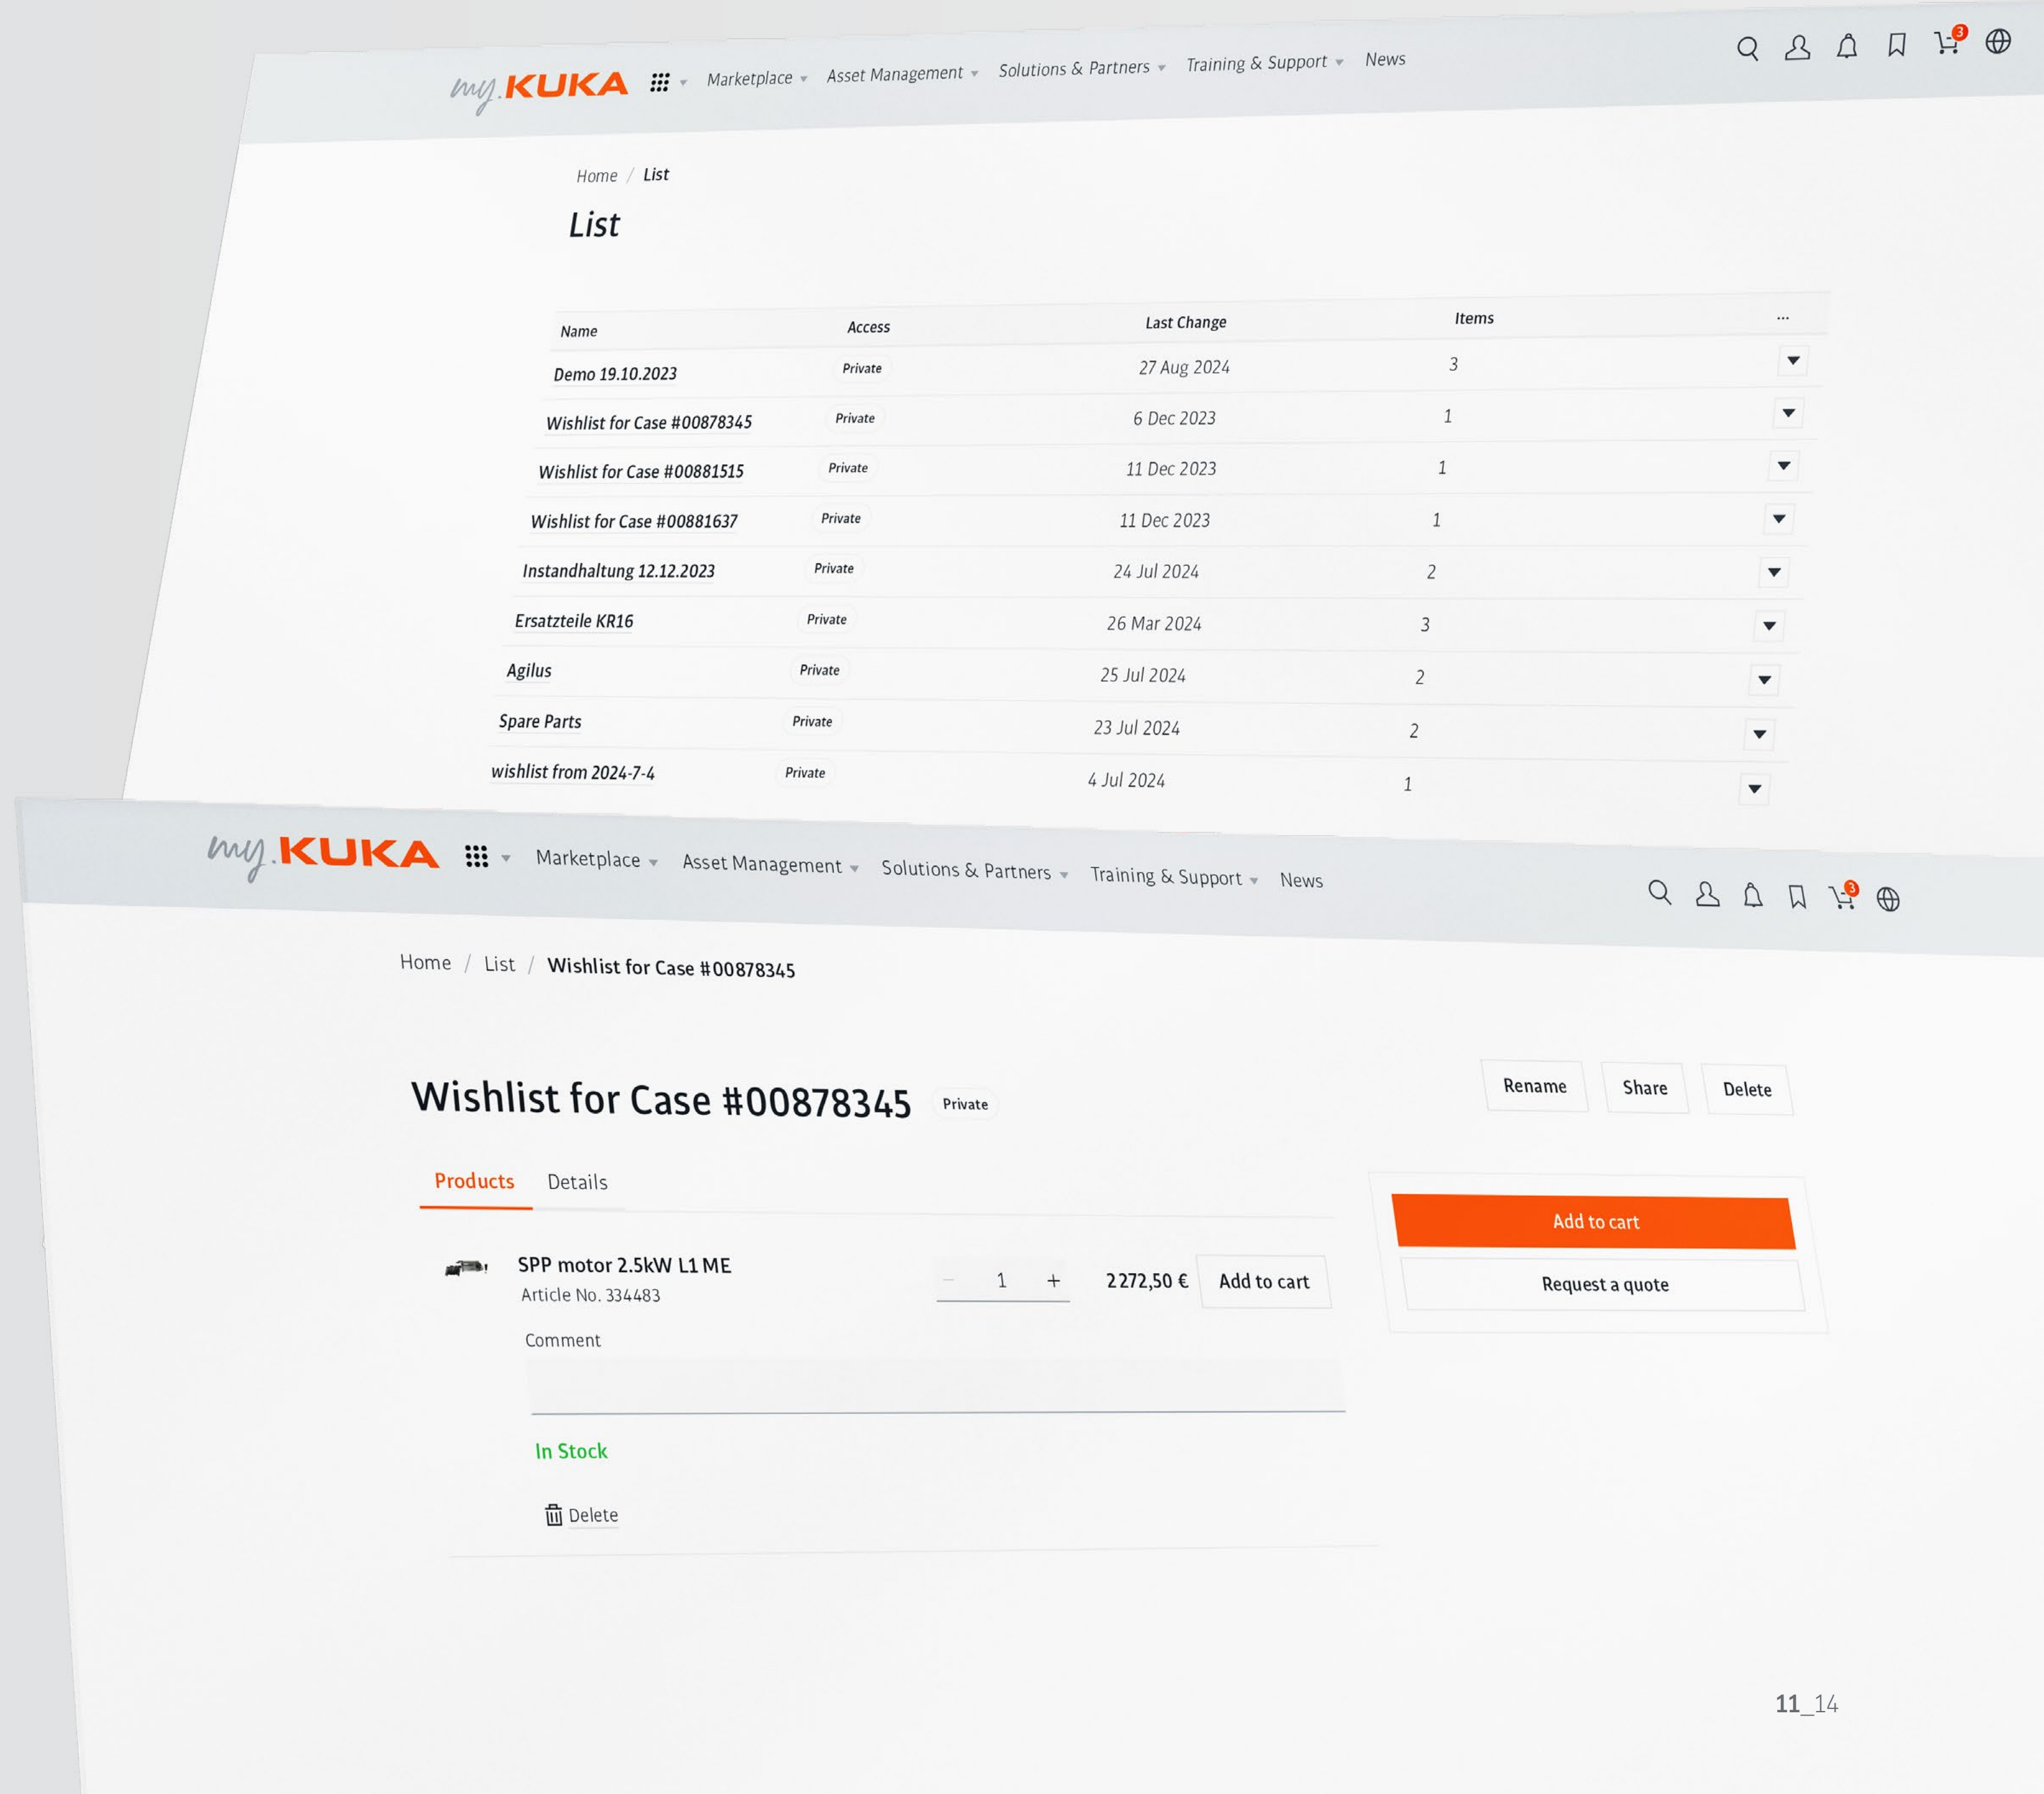 my.KUKA Marketplace Asset Management Solutions & Partners Training & Support News 3
Home / List
List
Name Access Last Change Items ...
Demo 19.10.2023 Private 27 Aug 2024 3
Wishlist for Case #00878345 Private 6 Dec 2023 1
Wishlist for Case #00881515 Private 11 Dec 2023 1
Wishlist for Case #00881637 Private 11 Dec 2023 1
Instandhaltung 12.12.2023 Private 24 Jul 2024 2
Ersatzteile KR16 Private 26 Mar 2024 3
Agilus Private 25 Jul 2024 2
Spare Parts Private 23 Jul 2024 2
wishlist from 2024-7-4 Private 4 Jul 2024 1
my.KUKA Marketplace Asset Management Solutions & Partners Training & Support News 3
Home / List / Wishlist for Case #00878345
Wishlist for Case #00878345 Private Rename Share Delete
Products Details
Add to cart
SPP motor 2.5kW L1 ME − 1 + 2 272,50 € Add to cart
Article No. 334483
Request a quote
Comment
In Stock
Delete
11_14